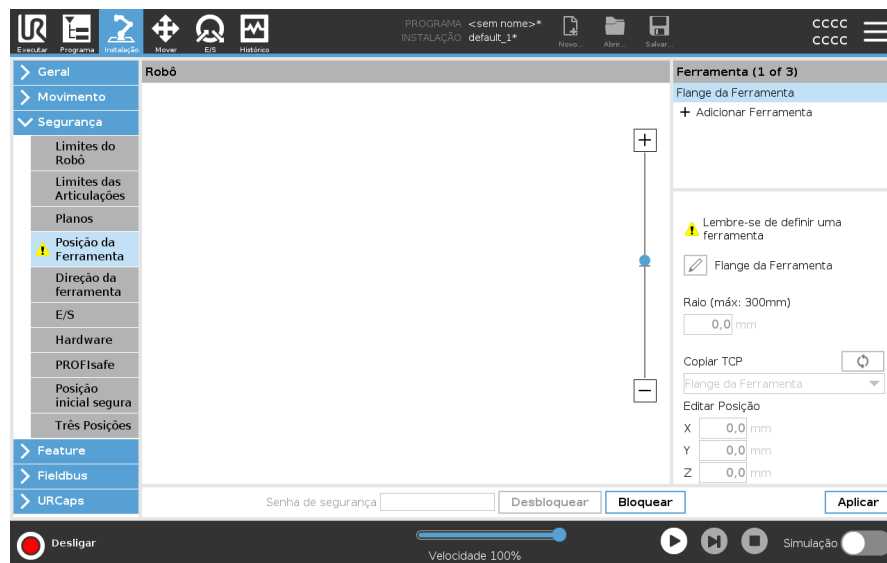 Executar
Programa
Instalação
Mover
E/S
Histórico
PROGRAMA <sem nome>*
INSTALAÇÃO default_1*
Novo...
Abrir...
Salvar...
cccc
cccc
Geral
Movimento
Segurança
Limites do
Robô
Limites das
Articulações
Planos
Posição da
Ferramenta
Direção da
ferramenta
E/S
Hardware
PROFIsafe
Posição
inicial segura
Três Posições
Feature
Fieldbus
URCaps
Robô
Ferramenta (1 of 3)
Flange da Ferramenta
+ Adicionar Ferramenta
Lembre-se de definir uma
ferramenta
Flange da Ferramenta
Raio (máx: 300mm)
0,0 mm
Copiar TCP
Flange da Ferramenta
Editar Posição
X 0,0 mm
Y 0,0 mm
Z 0,0 mm
Senha de segurança
Desbloquear
Bloquear
Aplicar
Desligar
Velocidade 100%
Simulação